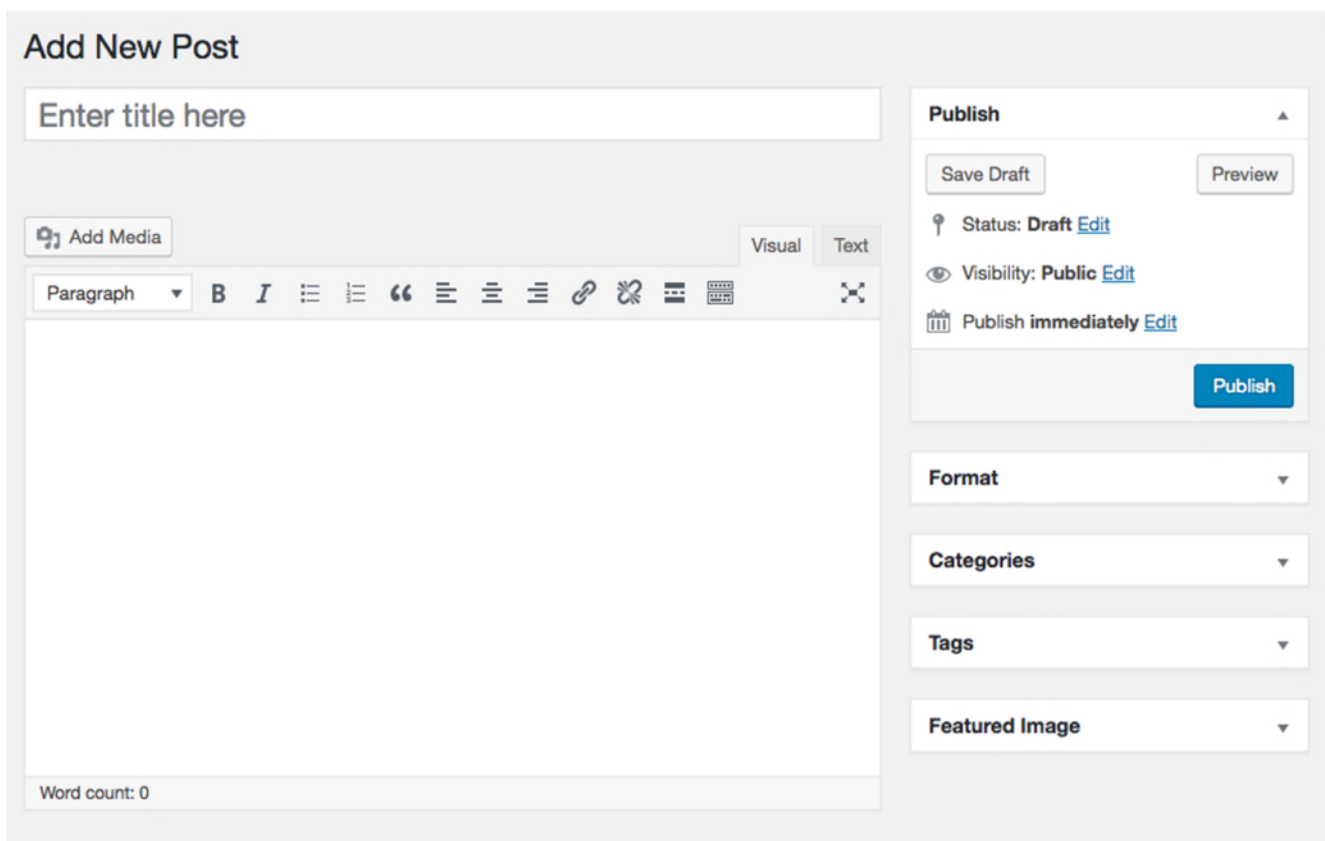 Add New Post
Enter title here
Add Media
Visual
Text
Paragraph
B
I
Word count: 0
Publish
Save Draft
Preview
Status: Draft Edit
Visibility: Public Edit
Publish immediately Edit
Publish
Format
Categories
Tags
Featured Image